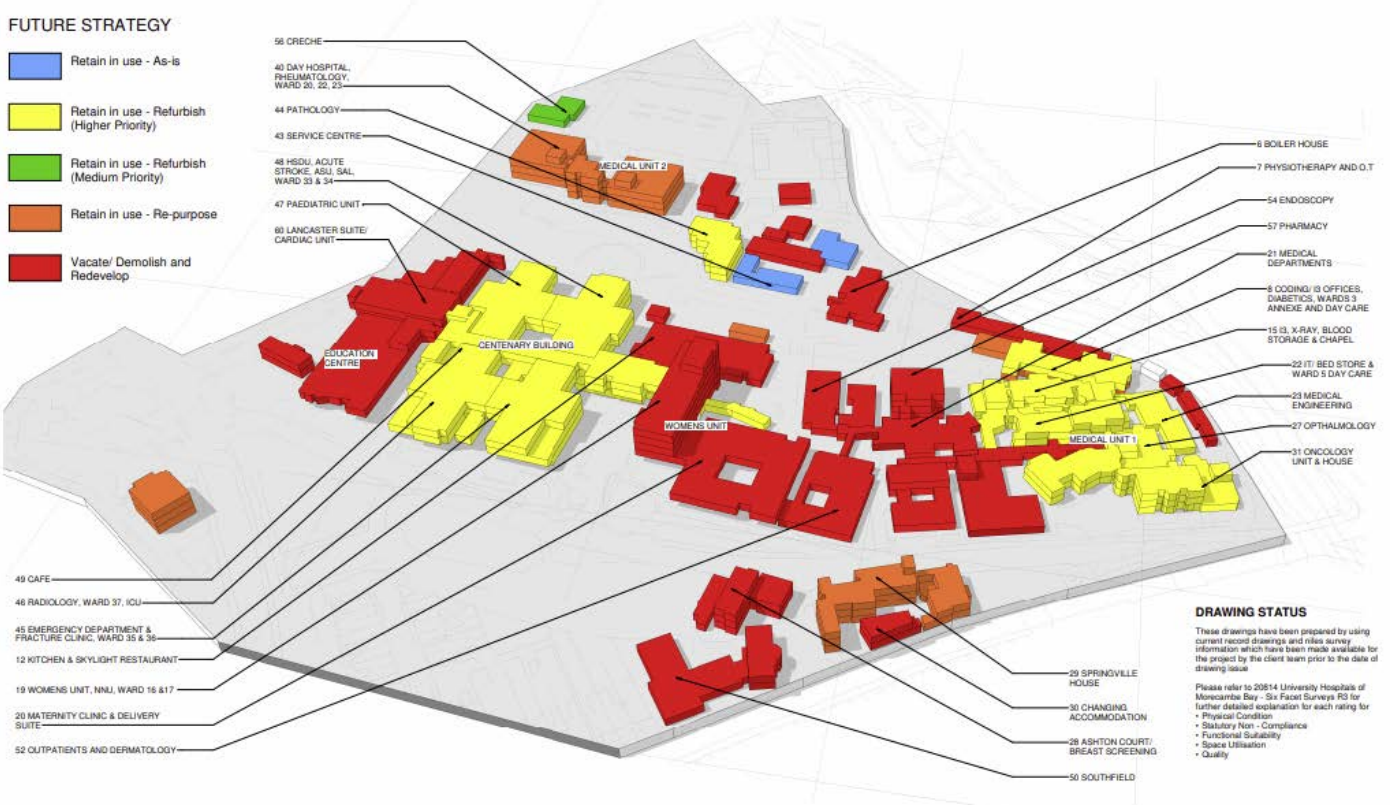 FUTURE STRATEGY
Retain in use - As-is
Retain in use - Refurbish
(Higher Priority)
Retain in use - Refurbish
(Medium Priority)
Retain in use - Re-purpose
Vacate/ Demolish and
Redevelop
56 CRECHE
40 DAY HOSPITAL,
RHEUMATOLOGY,
WARD 20, 22, 23
44 PATHOLOGY
43 SERVICE CENTRE
48 HSDU, ACUTE
STROKE, ASU, SAL,
WARD 33 & 34
47 PAEDIATRIC UNIT
60 LANCASTER SUITE/
CARDIAC UNIT
MEDICAL UNIT 2
EDUCATION
CENTRE
CENTENARY BUILDING
WOMENS UNIT
MEDICAL UNIT 1
6 BOILER HOUSE
7 PHYSIOTHERAPY AND O.T
54 ENDOSCOPY
57 PHARMACY
21 MEDICAL
DEPARTMENTS
8 CODING/ I3 OFFICES,
DIABETICS, WARDS 3
ANNEXE AND DAY CARE
15 I3, X-RAY, BLOOD
STORAGE & CHAPEL
22 IT/ BED STORE &
WARD 5 DAY CARE
23 MEDICAL
ENGINEERING
27 OPTHALMOLOGY
31 ONCOLOGY
UNIT & HOUSE
49 CAFE
46 RADIOLOGY, WARD 37, ICU
45 EMERGENCY DEPARTMENT &
FRACTURE CLINIC, WARD 35 & 36
12 KITCHEN & SKYLIGHT RESTAURANT
19 WOMENS UNIT, NNU, WARD 16 &17
20 MATERNITY CLINIC & DELIVERY
SUITE
52 OUTPATIENTS AND DERMATOLOGY
29 SPRINGVILLE
HOUSE
30 CHANGING
ACCOMMODATION
28 ASHTON COURT/
BREAST SCREENING
50 SOUTHFIELD
DRAWING STATUS
These drawings have been prepared by using
current record drawings and niles survey
information which have been made available for
the project by the client team prior to the date of
drawing issue
Please refer to 20814 University Hospitals of
Morecambe Bay - Six Facet Surveys R3 for
further detailed explanation for each rating for
• Physical Condition
• Statutory Non - Compliance
• Functional Suitability
• Space Utilisation
• Quality